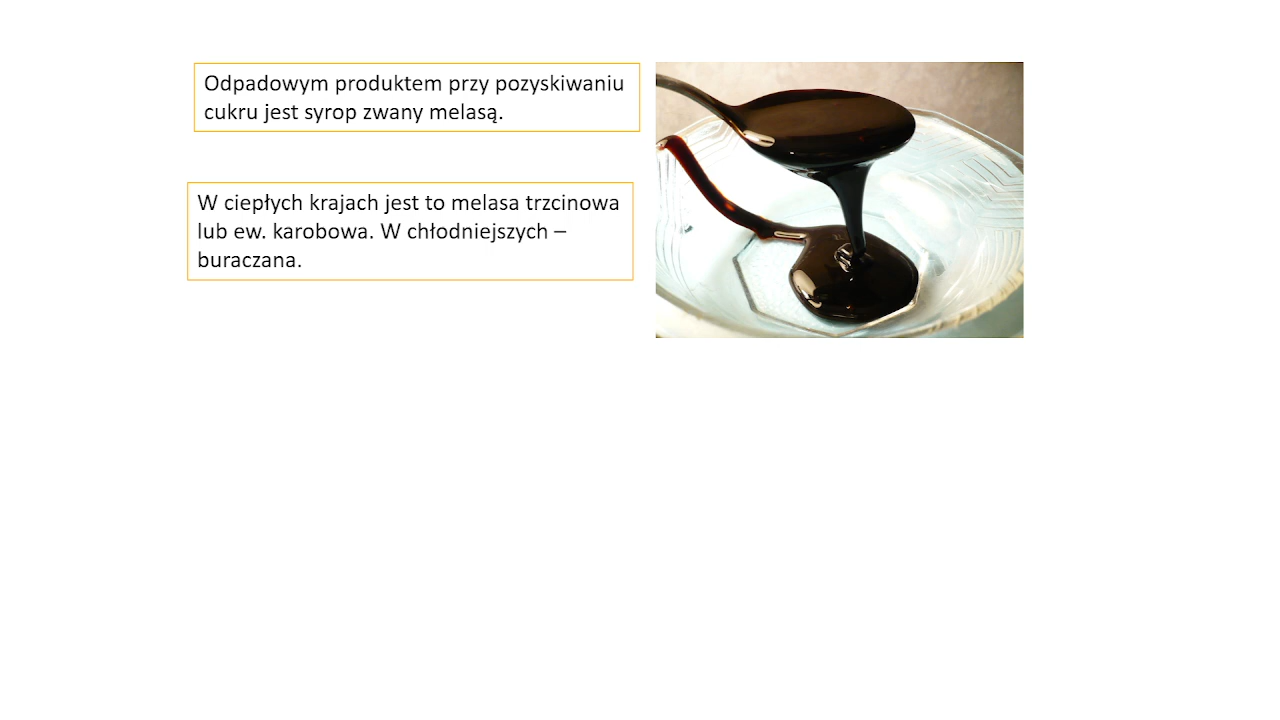 Odpadowym produktem przy pozyskiwaniu
cukru jest syrop zwany melasą.
W ciepłych krajach jest to melasa trzcinowa
lub ew. karobowa. W chłodniejszych –
buraczana.